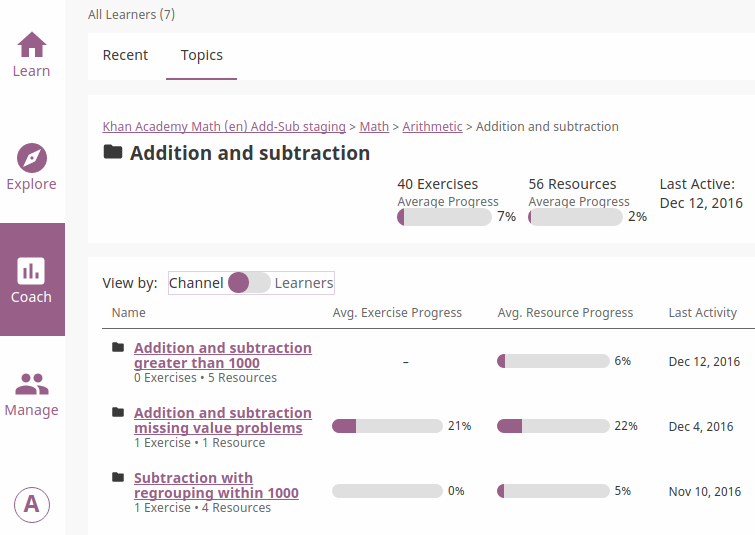 All Learners (7)
Learn
Explore
Coach
Manage
A
Recent Topics
Khan Academy Math (en) Add-Sub staging > Math > Arithmetic > Addition and subtraction
Addition and subtraction
40 Exercises 56 Resources Last Active:
Average Progress Average Progress Dec 12, 2016
7% 2%
View by: Channel Learners
Name Avg. Exercise Progress Avg. Resource Progress Last Activity
Addition and subtraction
greater than 1000 – 6% Dec 12, 2016
0 Exercises • 5 Resources
Addition and subtraction
missing value problems 21% 22% Dec 4, 2016
1 Exercise • 1 Resource
Subtraction with
regrouping within 1000 0% 5% Nov 10, 2016
1 Exercise • 4 Resources